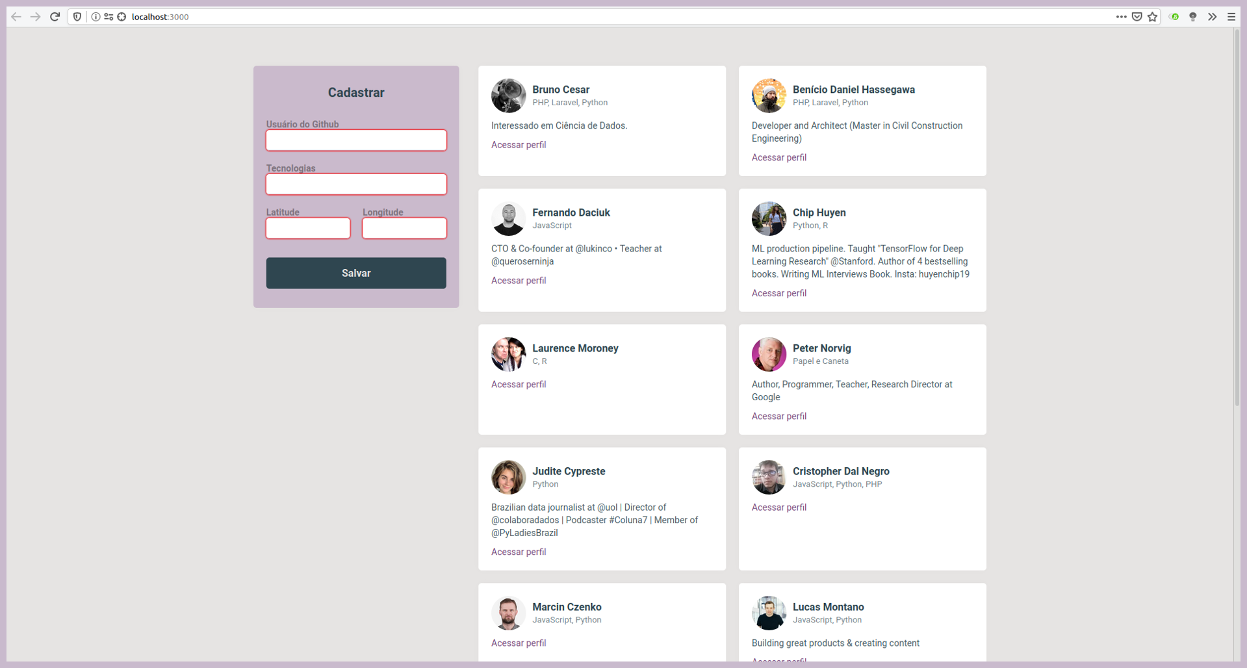 localhost:3000
Cadastrar
Usuário do Github
Tecnologias
Latitude
Longitude
Salvar
Bruno Cesar
PHP, Laravel, Python
Interessado em Ciência de Dados.
Acessar perfil
Benício Daniel Hassegawa
PHP, Laravel, Python
Developer and Architect (Master in Civil Construction
Engineering)
Acessar perfil
Fernando Daciuk
JavaScript
CTO & Co-founder at @lukinco • Teacher at
@queroserninja
Acessar perfil
Chip Huyen
Python, R
ML production pipeline. Taught "TensorFlow for Deep
Learning Research" @Stanford. Author of 4 bestselling
books. Writing ML Interviews Book. Insta: huyenchip19
Acessar perfil
Laurence Moroney
C, R
Acessar perfil
Peter Norvig
Papel e Caneta
Author, Programmer, Teacher, Research Director at
Google
Acessar perfil
Judite Cypreste
Python
Brazilian data journalist at @uol | Director of
@colaboradados | Podcaster #Coluna7 | Member of
@PyLadiesBrazil
Acessar perfil
Cristopher Dal Negro
JavaScript, Python, PHP
Acessar perfil
Marcin Czenko
JavaScript, Python
Acessar perfil
Lucas Montano
JavaScript, Python
Building great products & creating content
Acessar perfil